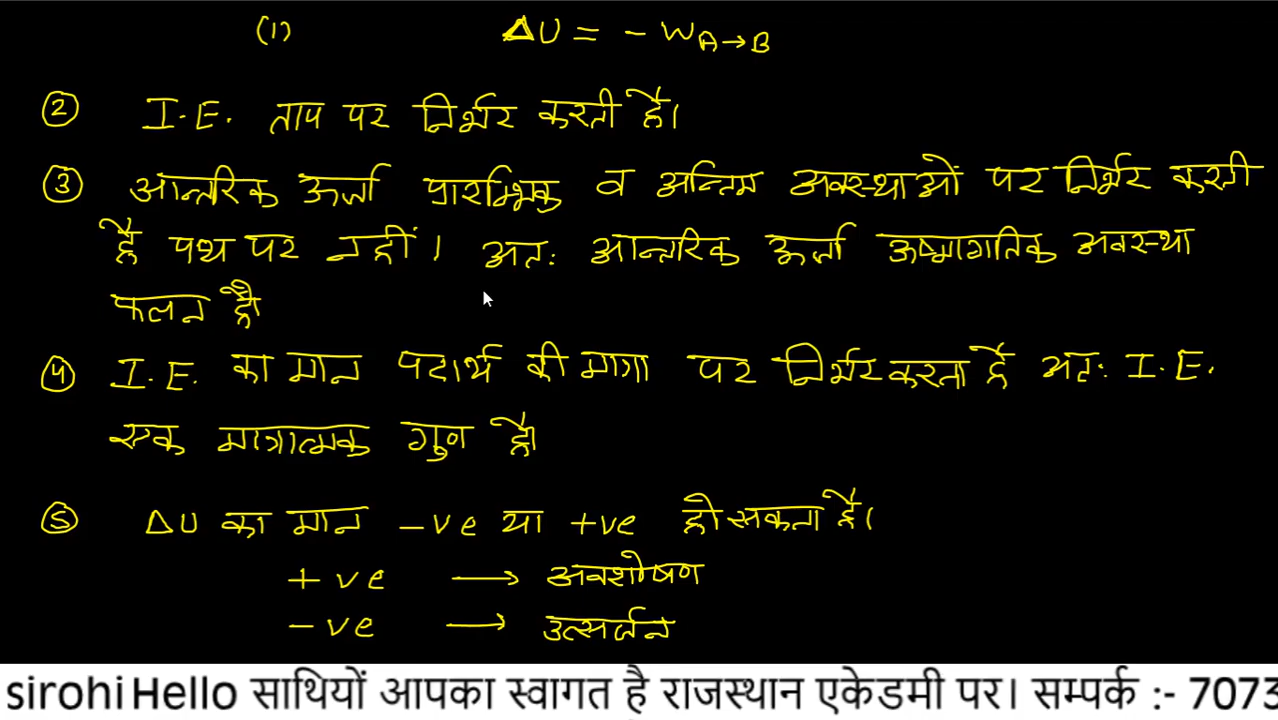 (1) ΔU = - W A→B
② I.E. ताप पर निर्भर करती है।
③ आन्तरिक ऊर्जा प्रारम्भिक व अन्तिम अवस्थाओं पर निर्भर करती
है पथ पर नहीं। अतः आन्तरिक ऊर्जा ऊष्मागतिक अवस्था
फलन है।
④ I.E. का मान पदार्थ की मात्रा पर निर्भर करता है अतः I.E.
एक मात्रात्मक गुण है।
⑤ ΔU का मान -ve या +ve हो सकता है।
+ve → अवशोषण
-ve → उत्सर्जन
sirohi Hello साथियों आपका स्वागत है राजस्थान एकेडमी पर। सम्पर्क :- 7073